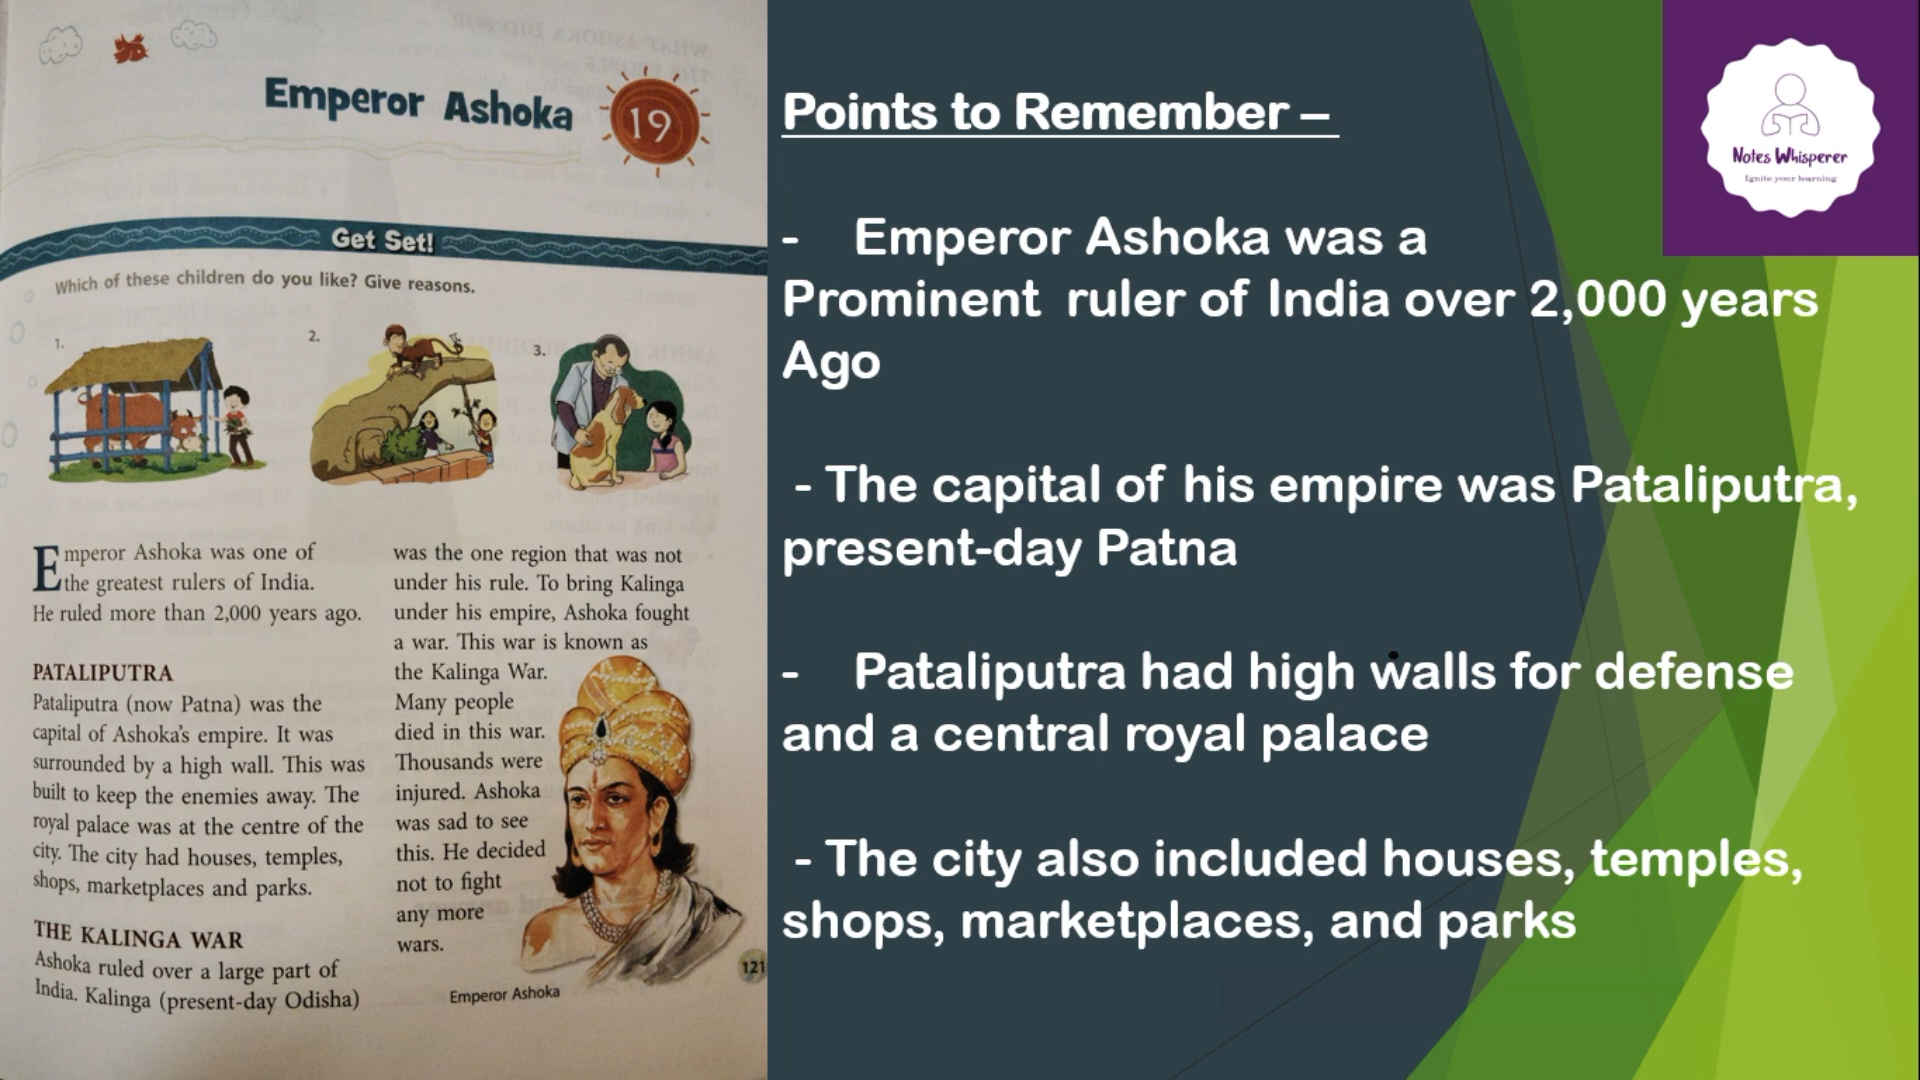 Emperor Ashoka
19
Get Set!
Which of these children do you like? Give reasons.
1.
2.
3.
Emperor Ashoka was one of
the greatest rulers of India.
He ruled more than 2,000 years ago.
PATALIPUTRA
Pataliputra (now Patna) was the
capital of Ashoka's empire. It was
surrounded by a high wall. This was
built to keep the enemies away. The
royal palace was at the centre of the
city. The city had houses, temples,
shops, marketplaces and parks.
THE KALINGA WAR
Ashoka ruled over a large part of
India. Kalinga (present-day Odisha)
was the one region that was not
under his rule. To bring Kalinga
under his empire, Ashoka fought
a war. This war is known as
the Kalinga War.
Many people
died in this war.
Thousands were
injured. Ashoka
was sad to see
this. He decided
not to fight
any more
wars.
Emperor Ashoka
121
Points to Remember –
- Emperor Ashoka was a
Prominent ruler of India over 2,000 years
Ago
- The capital of his empire was Pataliputra,
present-day Patna
- Pataliputra had high walls for defense
and a central royal palace
- The city also included houses, temples,
shops, marketplaces, and parks
Notes Whisperer
Ignite your learning